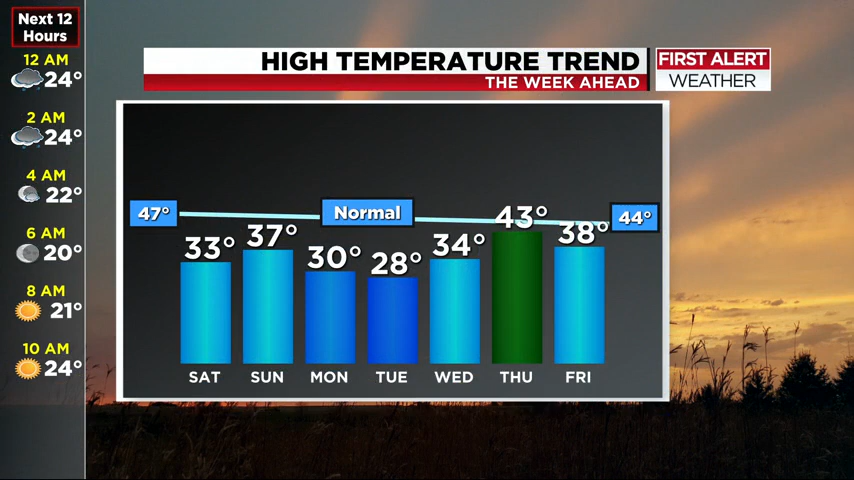 Next 12
Hours
12 AM
24°
2 AM
24°
4 AM
22°
6 AM
20°
8 AM
21°
10 AM
24°
HIGH TEMPERATURE TREND
THE WEEK AHEAD
FIRST ALERT
WEATHER
47° Normal 44°
33° 37° 30° 28° 34° 43° 38°
SAT SUN MON TUE WED THU FRI